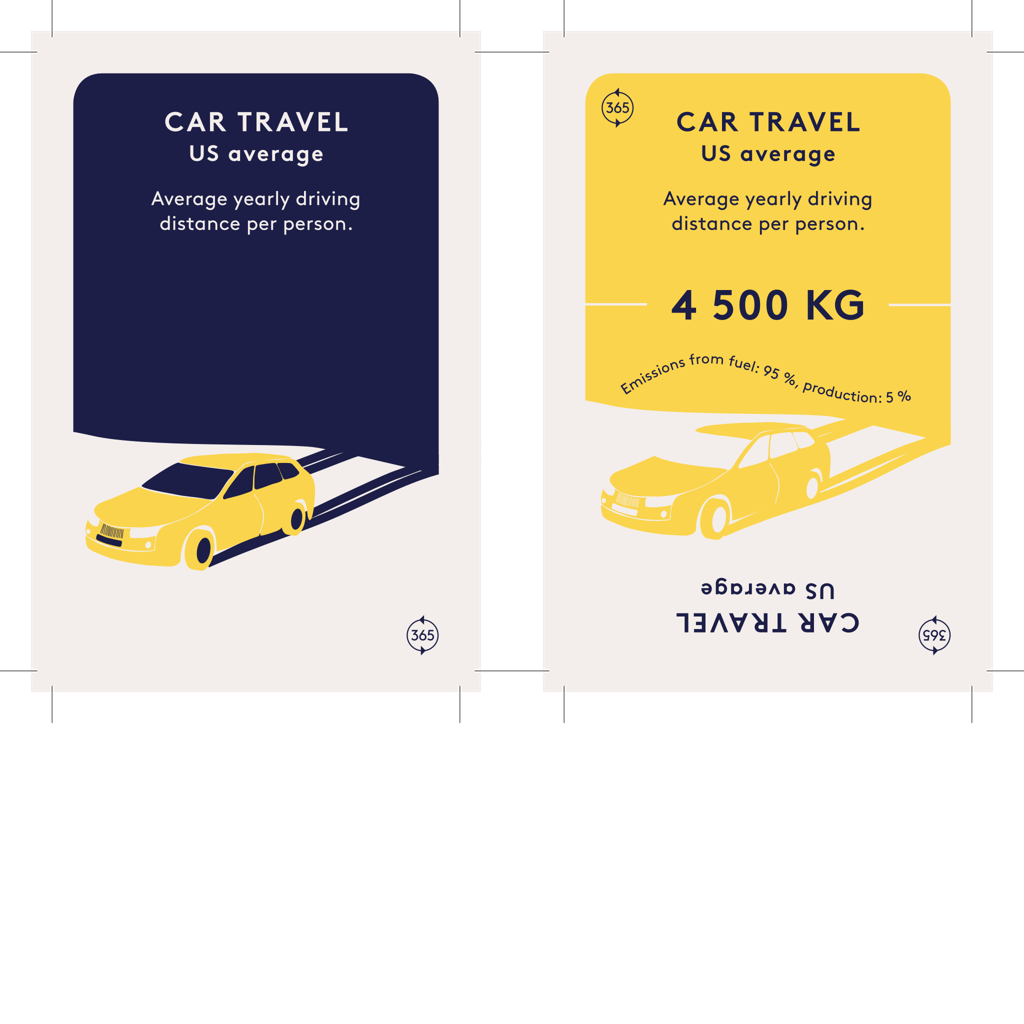 CAR TRAVEL
US average
Average yearly driving
distance per person.
365
365
CAR TRAVEL
US average
Average yearly driving
distance per person.
4 500 KG
Emissions from fuel: 95 %, production: 5 %
CAR TRAVEL
US average
365